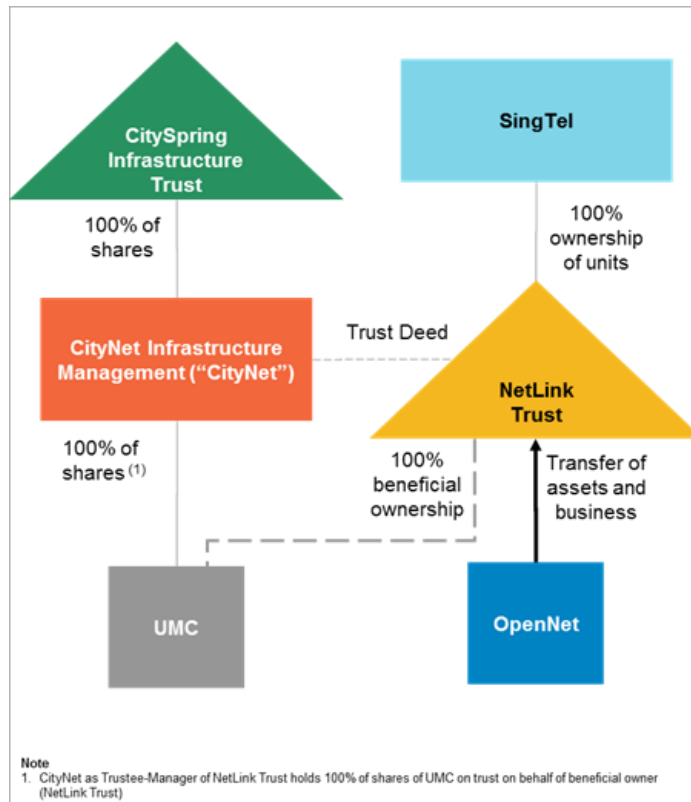 CitySpring
Infrastructure
Trust
SingTel
100% of
shares
100%
ownership
of units
CityNet Infrastructure
Management (“CityNet”)
Trust Deed
NetLink
Trust
100% of
shares (1)
100%
beneficial
ownership
Transfer of
assets and
business
UMC
OpenNet
Note
1. CityNet as Trustee-Manager of NetLink Trust holds 100% of shares of UMC on trust on behalf of beneficial owner
(NetLink Trust)